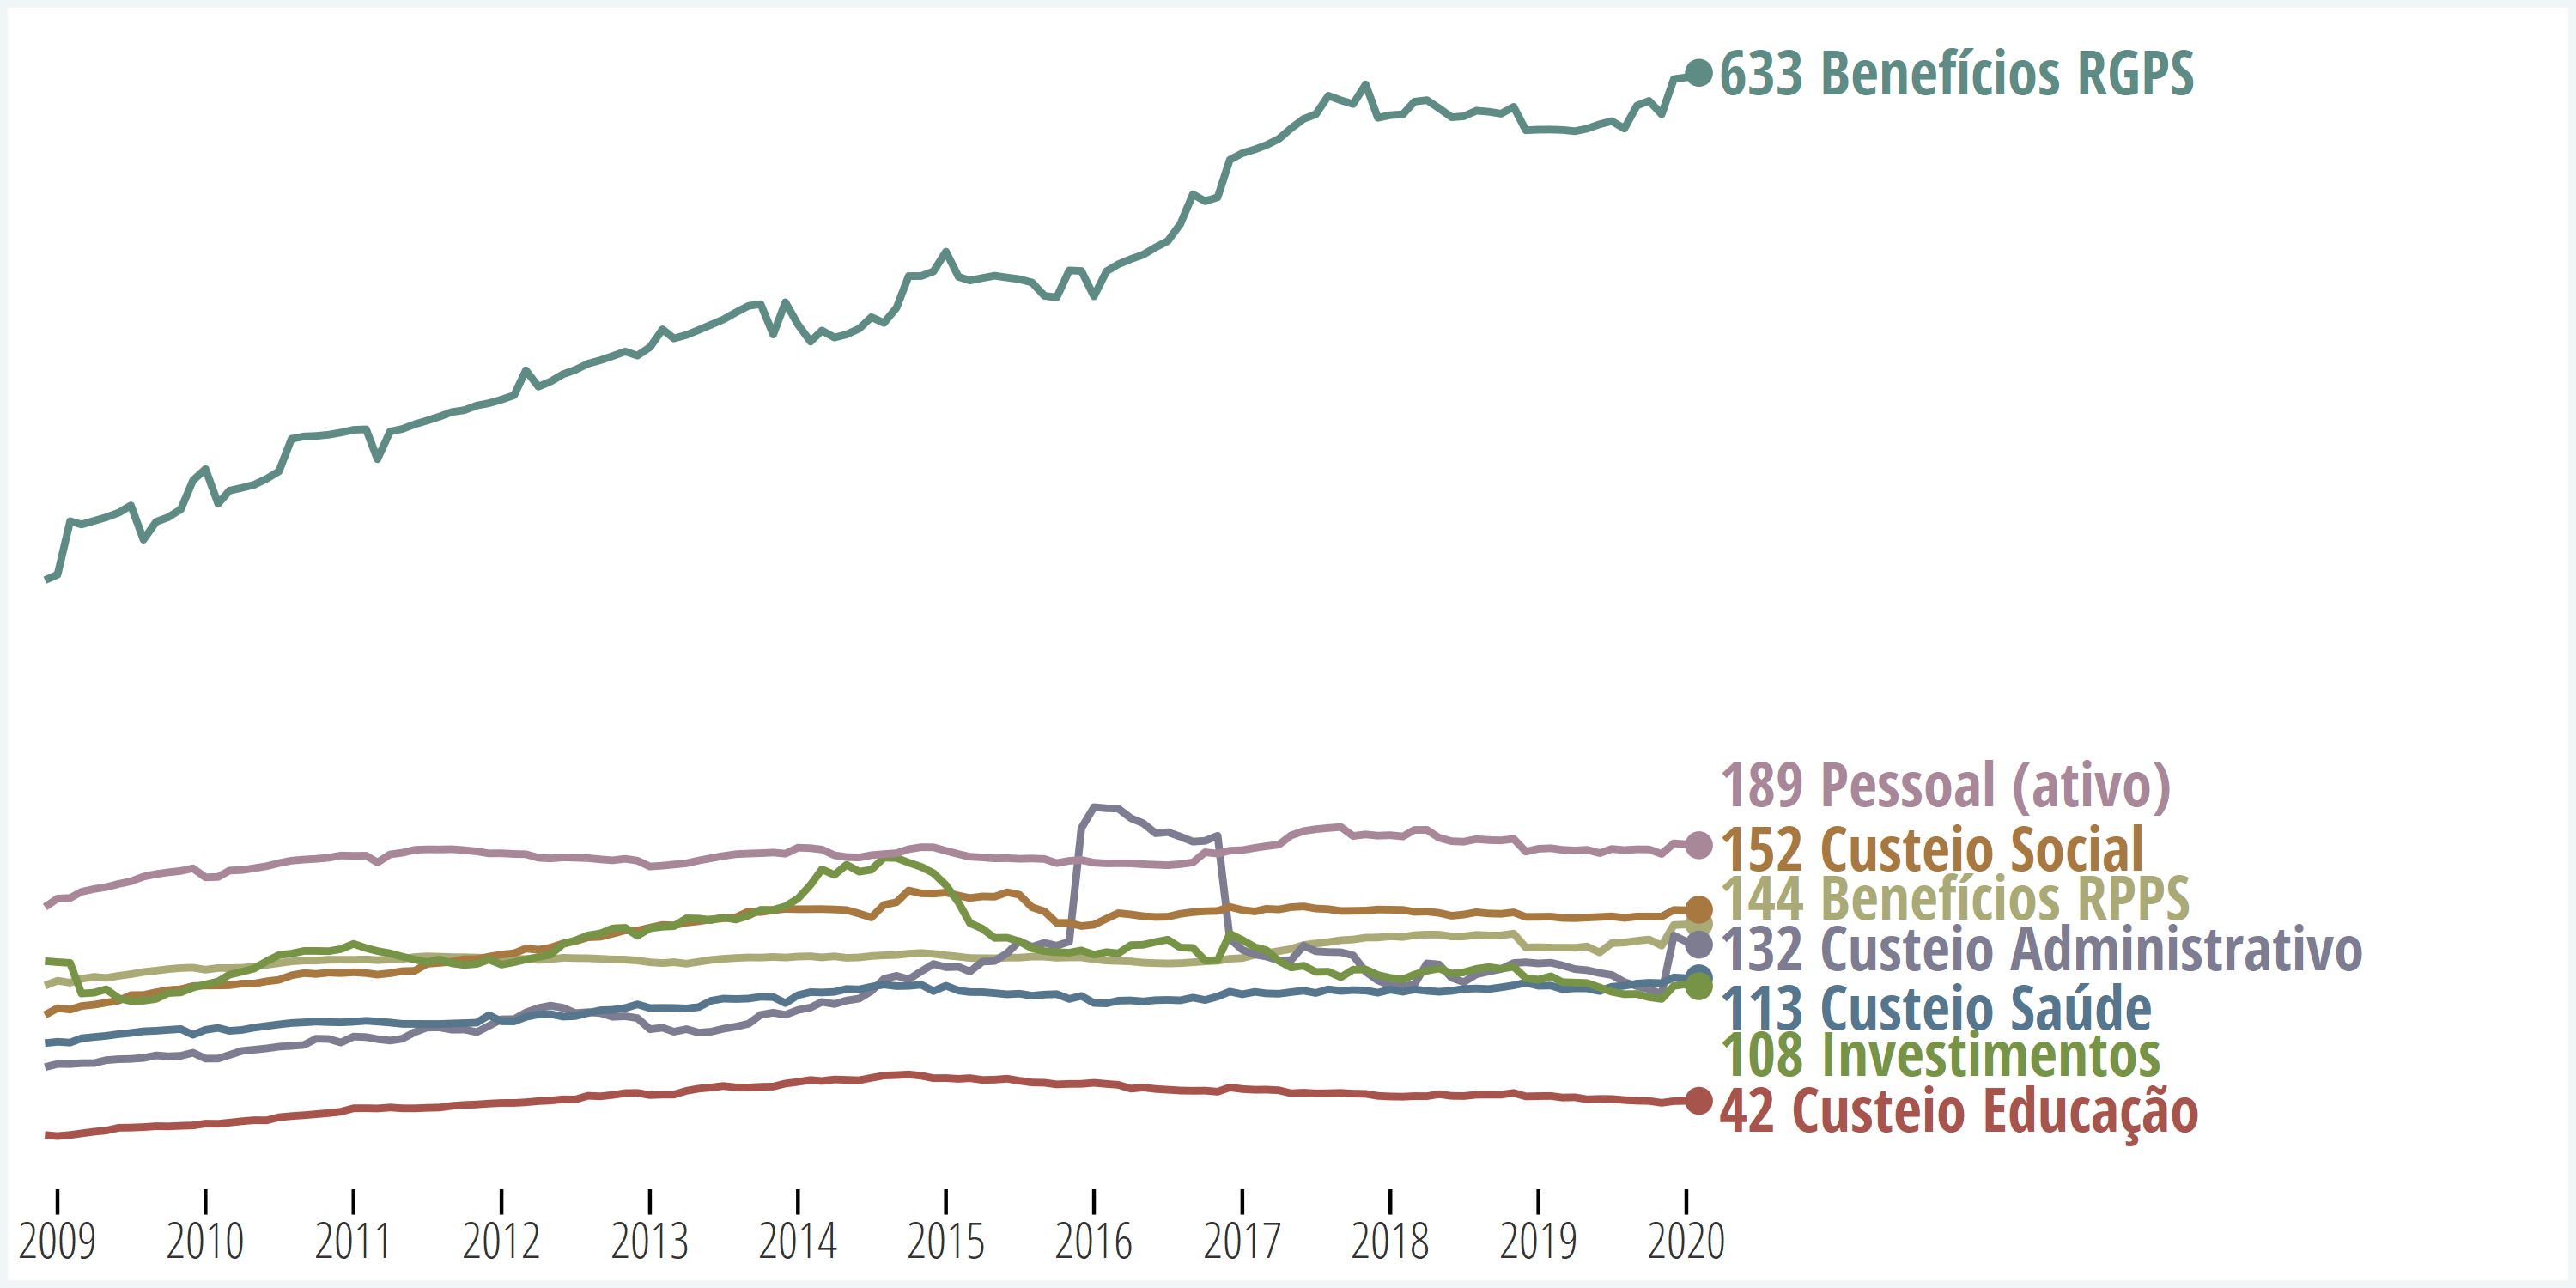 633 Benefícios RGPS
189 Pessoal (ativo)
152 Custeio Social
144 Benefícios RPPS
132 Custeio Administrativo
113 Custeio Saúde
108 Investimentos
42 Custeio Educação
2009 2010 2011 2012 2013 2014 2015 2016 2017 2018 2019 2020